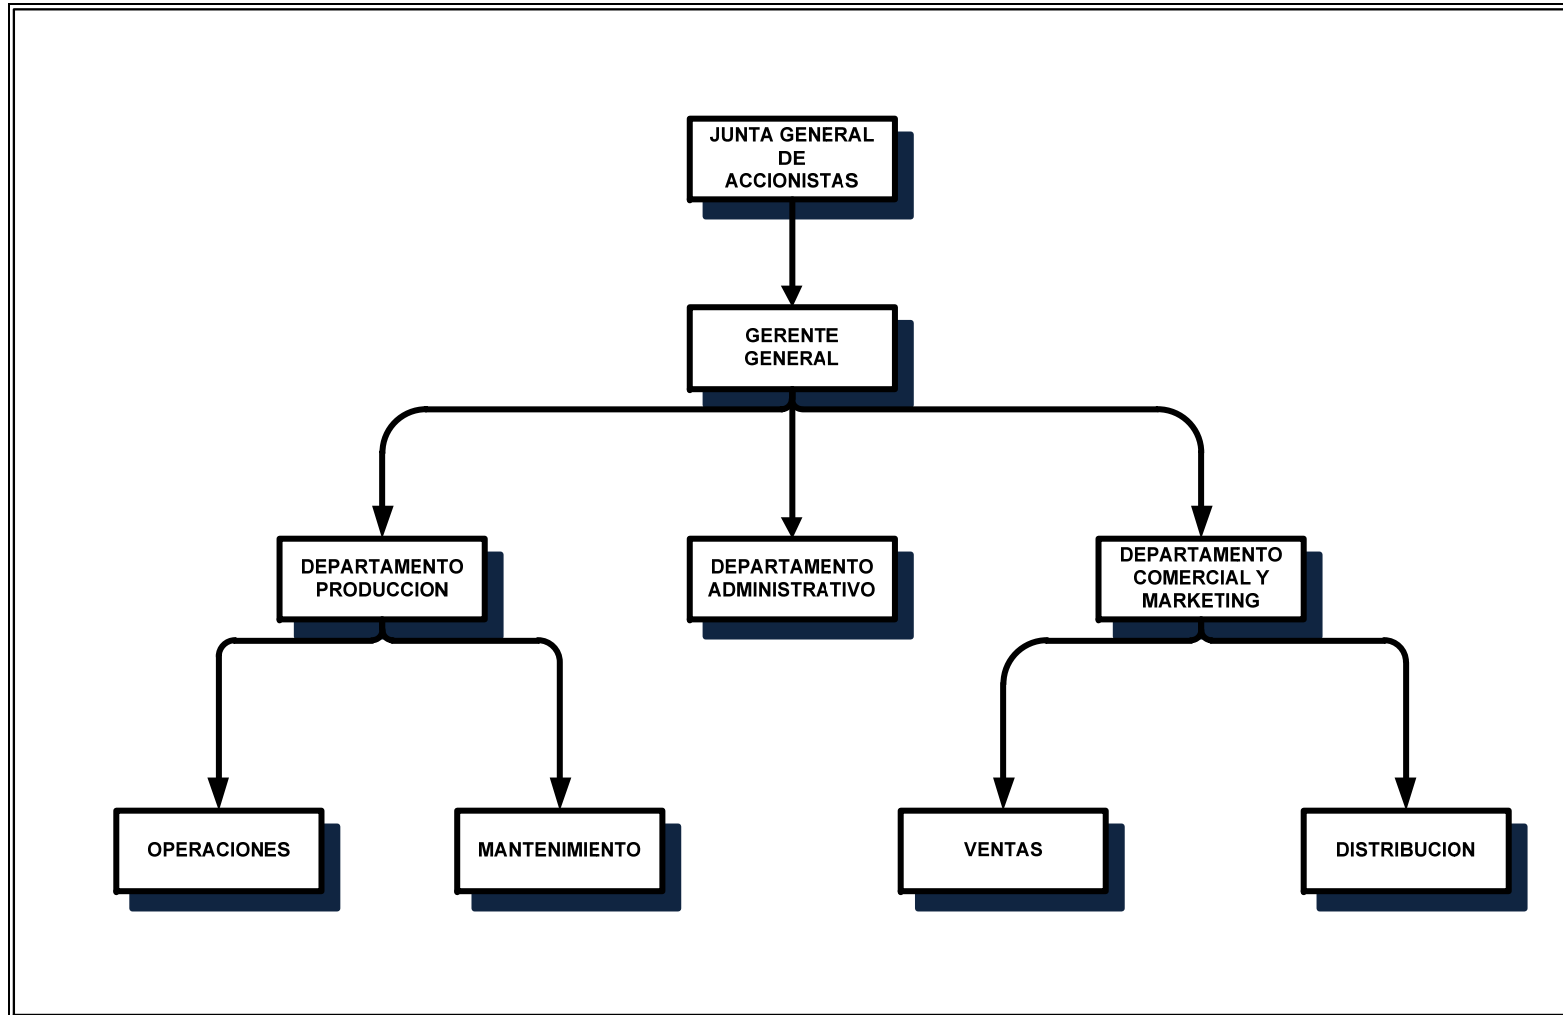 JUNTA GENERAL
DE
ACCIONISTAS
GERENTE
GENERAL
DEPARTAMENTO
PRODUCCION
DEPARTAMENTO
ADMINISTRATIVO
DEPARTAMENTO
COMERCIAL Y
MARKETING
OPERACIONES
MANTENIMIENTO
VENTAS
DISTRIBUCION